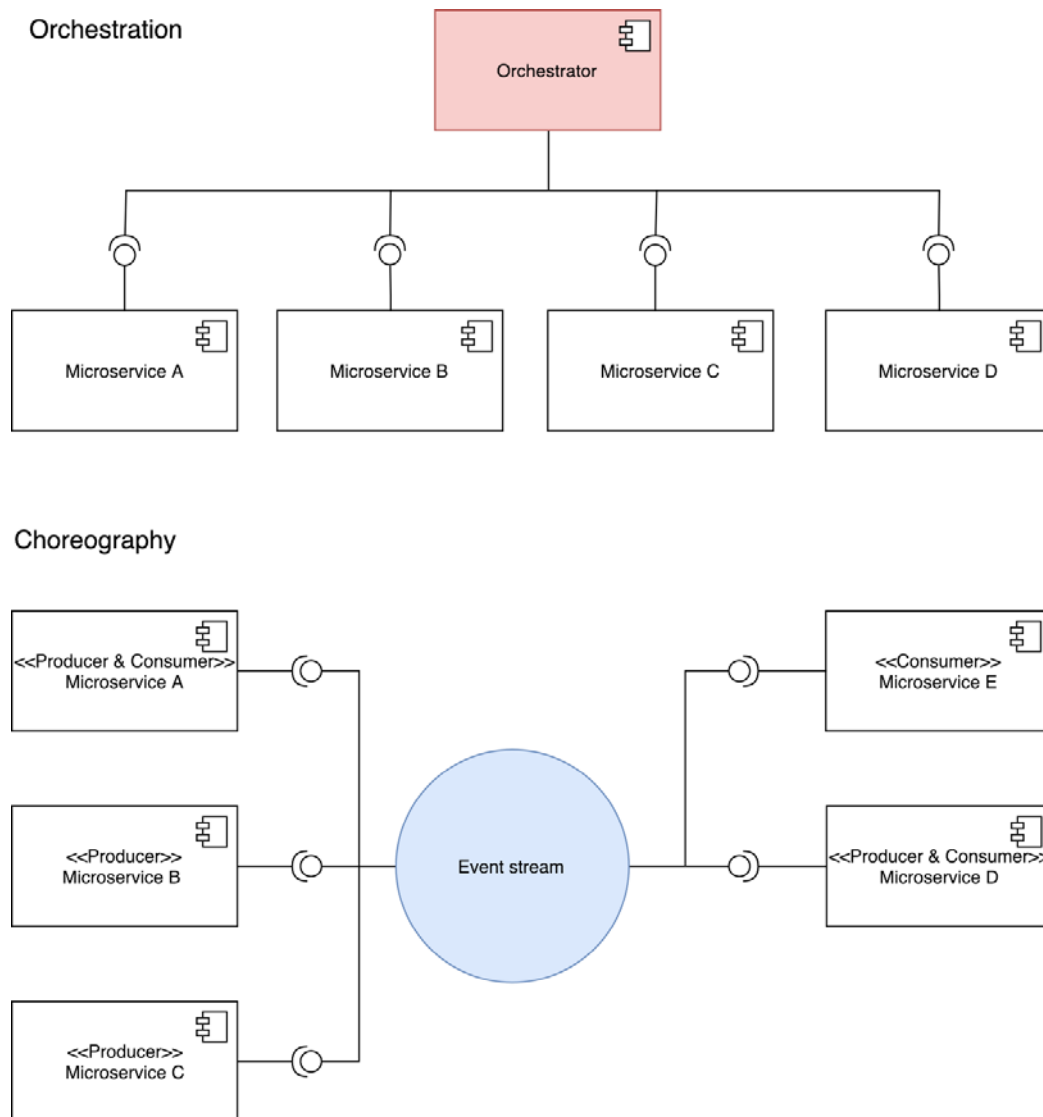 Orchestration
Orchestrator
Microservice A
Microservice B
Microservice C
Microservice D
Choreography
<<Producer & Consumer>>
Microservice A
<<Consumer>>
Microservice E
<<Producer>>
Microservice B
Event stream
<<Producer & Consumer>>
Microservice D
<<Producer>>
Microservice C